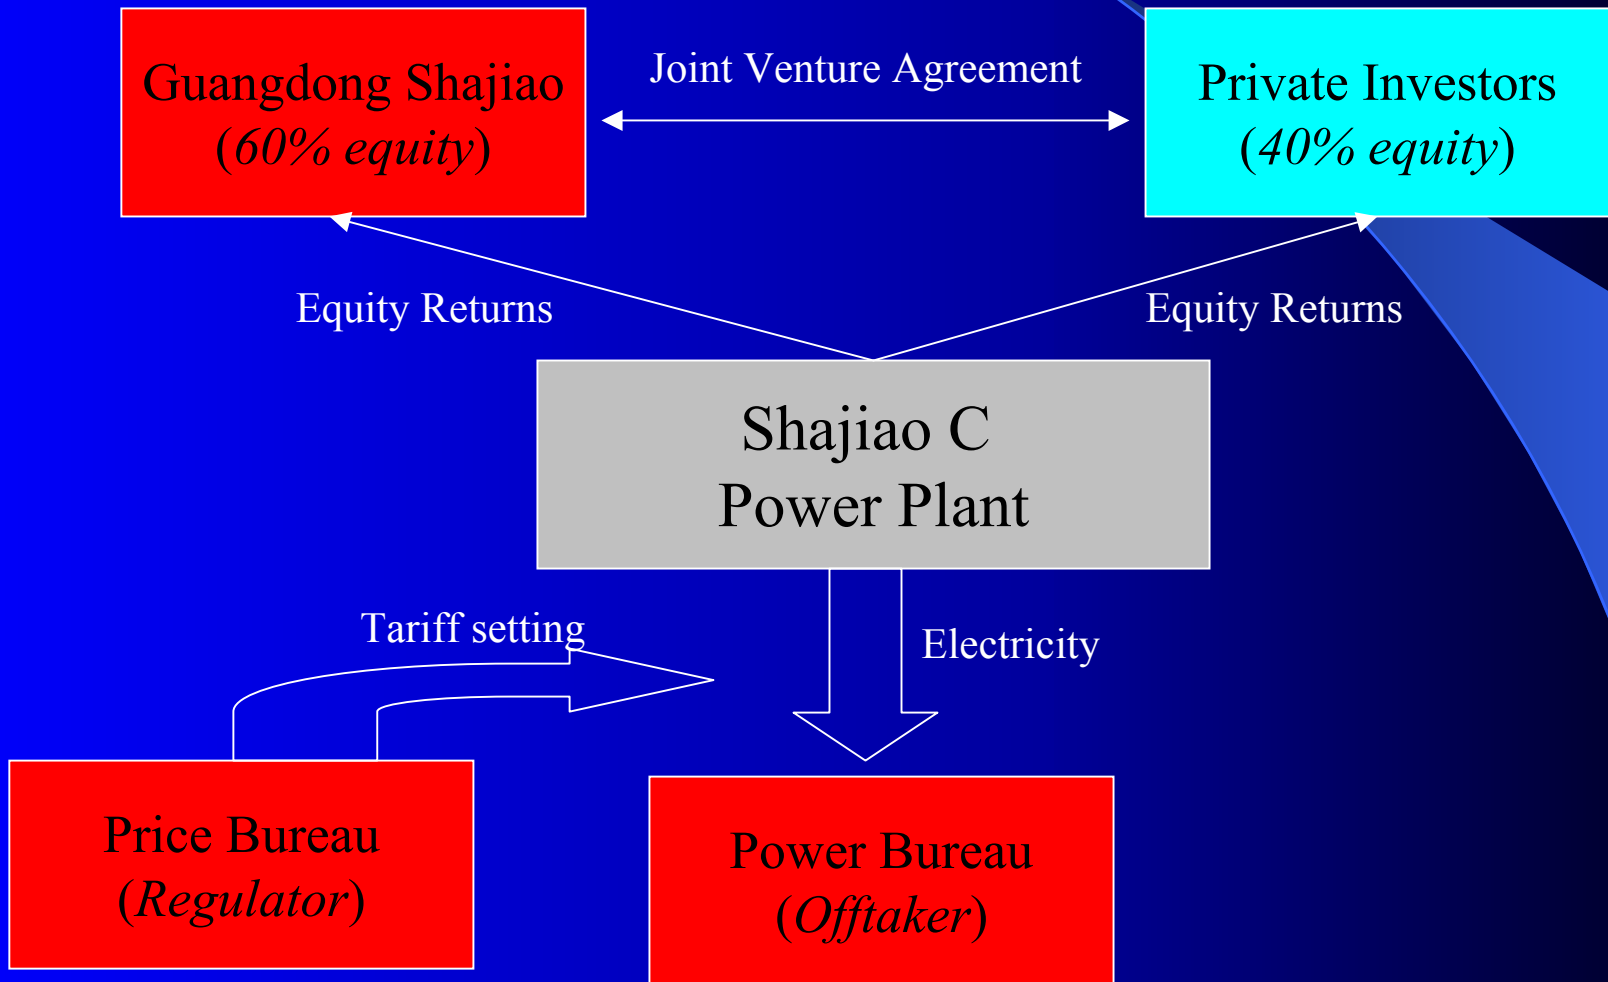 Guangdong Shajiao
(60% equity)
Joint Venture Agreement
Private Investors
(40% equity)
Equity Returns
Equity Returns
Shajiao C
Power Plant
Tariff setting
Electricity
Price Bureau
(Regulator)
Power Bureau
(Offtaker)